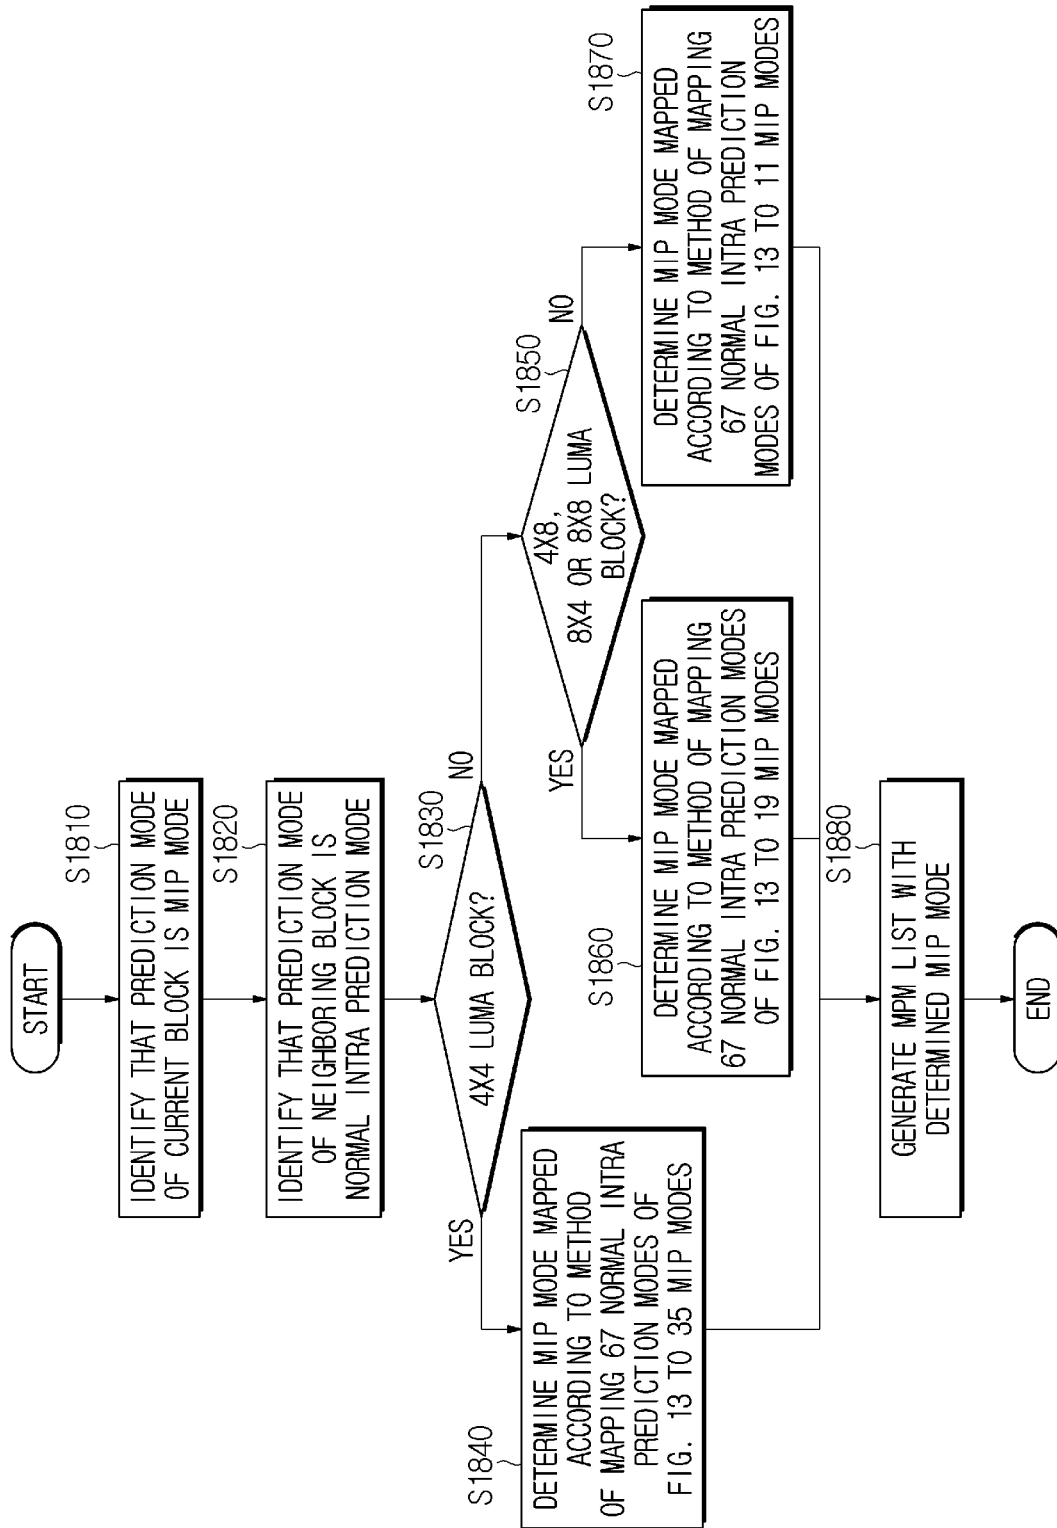 START
S1810
IDENTIFY THAT PREDICTION MODE
OF CURRENT BLOCK IS MIP MODE
S1820
IDENTIFY THAT PREDICTION MODE
OF NEIGHBORING BLOCK IS
NORMAL INTRA PREDICTION MODE
S1830
4X4 LUMA BLOCK?
YES
NO
S1840
DETERMINE MIP MODE MAPPED
ACCORDING TO METHOD
OF MAPPING 67 NORMAL INTRA
PREDICTION MODES OF
FIG. 13 TO 35 MIP MODES
S1850
4X8,
8X4 OR 8X8 LUMA
BLOCK?
YES
NO
S1860
DETERMINE MIP MODE MAPPED
ACCORDING TO METHOD OF MAPPING
67 NORMAL INTRA PREDICTION MODES
OF FIG. 13 TO 19 MIP MODES
S1870
DETERMINE MIP MODE MAPPED
ACCORDING TO METHOD OF MAPPING
67 NORMAL INTRA PREDICTION
MODES OF FIG. 13 TO 11 MIP MODES
S1880
GENERATE MPM LIST WITH
DETERMINED MIP MODE
END